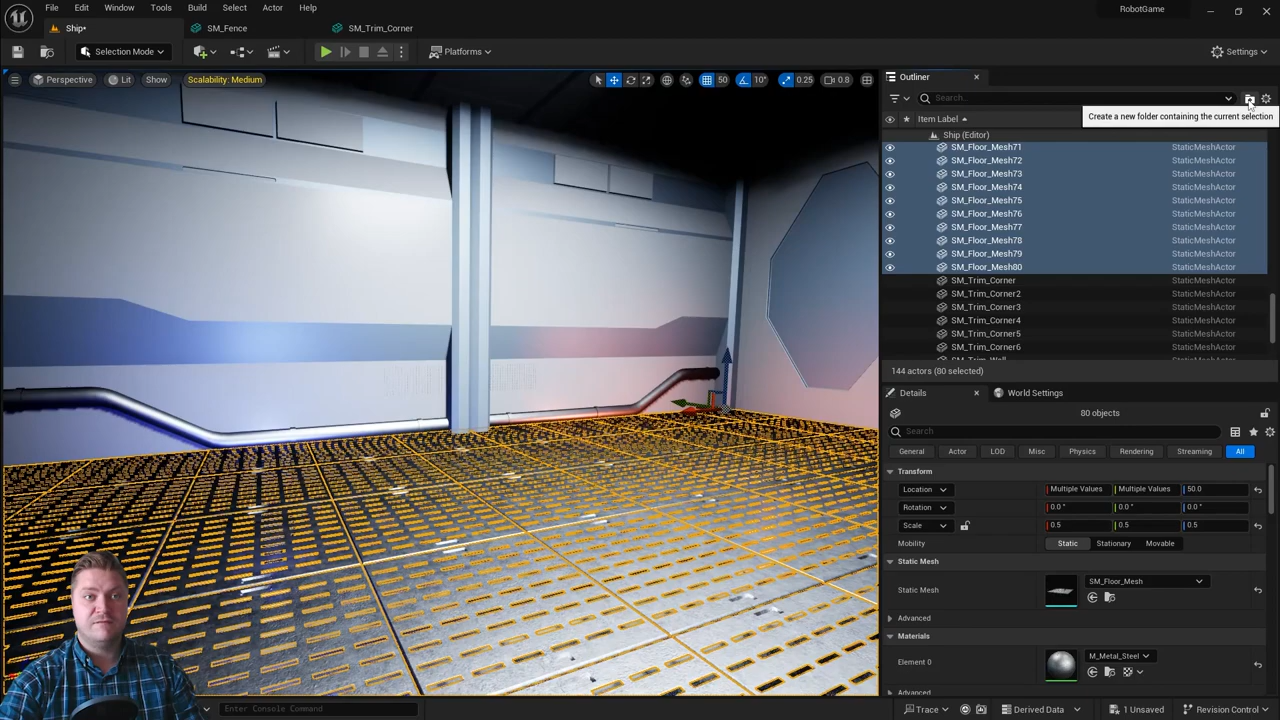 File Edit Window Tools Build Select Actor Help
RobotGame
Ship•
SM_Fence
SM_Trim_Corner
Selection Mode
Platforms
Settings
Perspective
Lit
Show
Scalability: Medium
50
10°
0.25
0.8
Outliner
Search...
Create a new folder containing the current selection
Item Label
Ship (Editor)
SM_Floor_Mesh71 StaticMeshActor
SM_Floor_Mesh72 StaticMeshActor
SM_Floor_Mesh73 StaticMeshActor
SM_Floor_Mesh74 StaticMeshActor
SM_Floor_Mesh75 StaticMeshActor
SM_Floor_Mesh76 StaticMeshActor
SM_Floor_Mesh77 StaticMeshActor
SM_Floor_Mesh78 StaticMeshActor
SM_Floor_Mesh79 StaticMeshActor
SM_Floor_Mesh80 StaticMeshActor
SM_Trim_Corner StaticMeshActor
SM_Trim_Corner2 StaticMeshActor
SM_Trim_Corner3 StaticMeshActor
SM_Trim_Corner4 StaticMeshActor
SM_Trim_Corner5 StaticMeshActor
SM_Trim_Corner6 StaticMeshActor
144 actors (80 selected)
Details
World Settings
80 objects
Search
General Actor LOD Misc Physics Rendering Streaming All
Transform
Location Multiple Values Multiple Values 50.0
Rotation 0.0 ° 0.0 ° 0.0 °
Scale 0.5 0.5 0.5
Mobility Static Stationary Movable
Static Mesh
Static Mesh SM_Floor_Mesh
Advanced
Materials
Element 0 M_Metal_Steel
Advanced
Enter Console Command
Trace
Derived Data
1 Unsaved
Revision Control